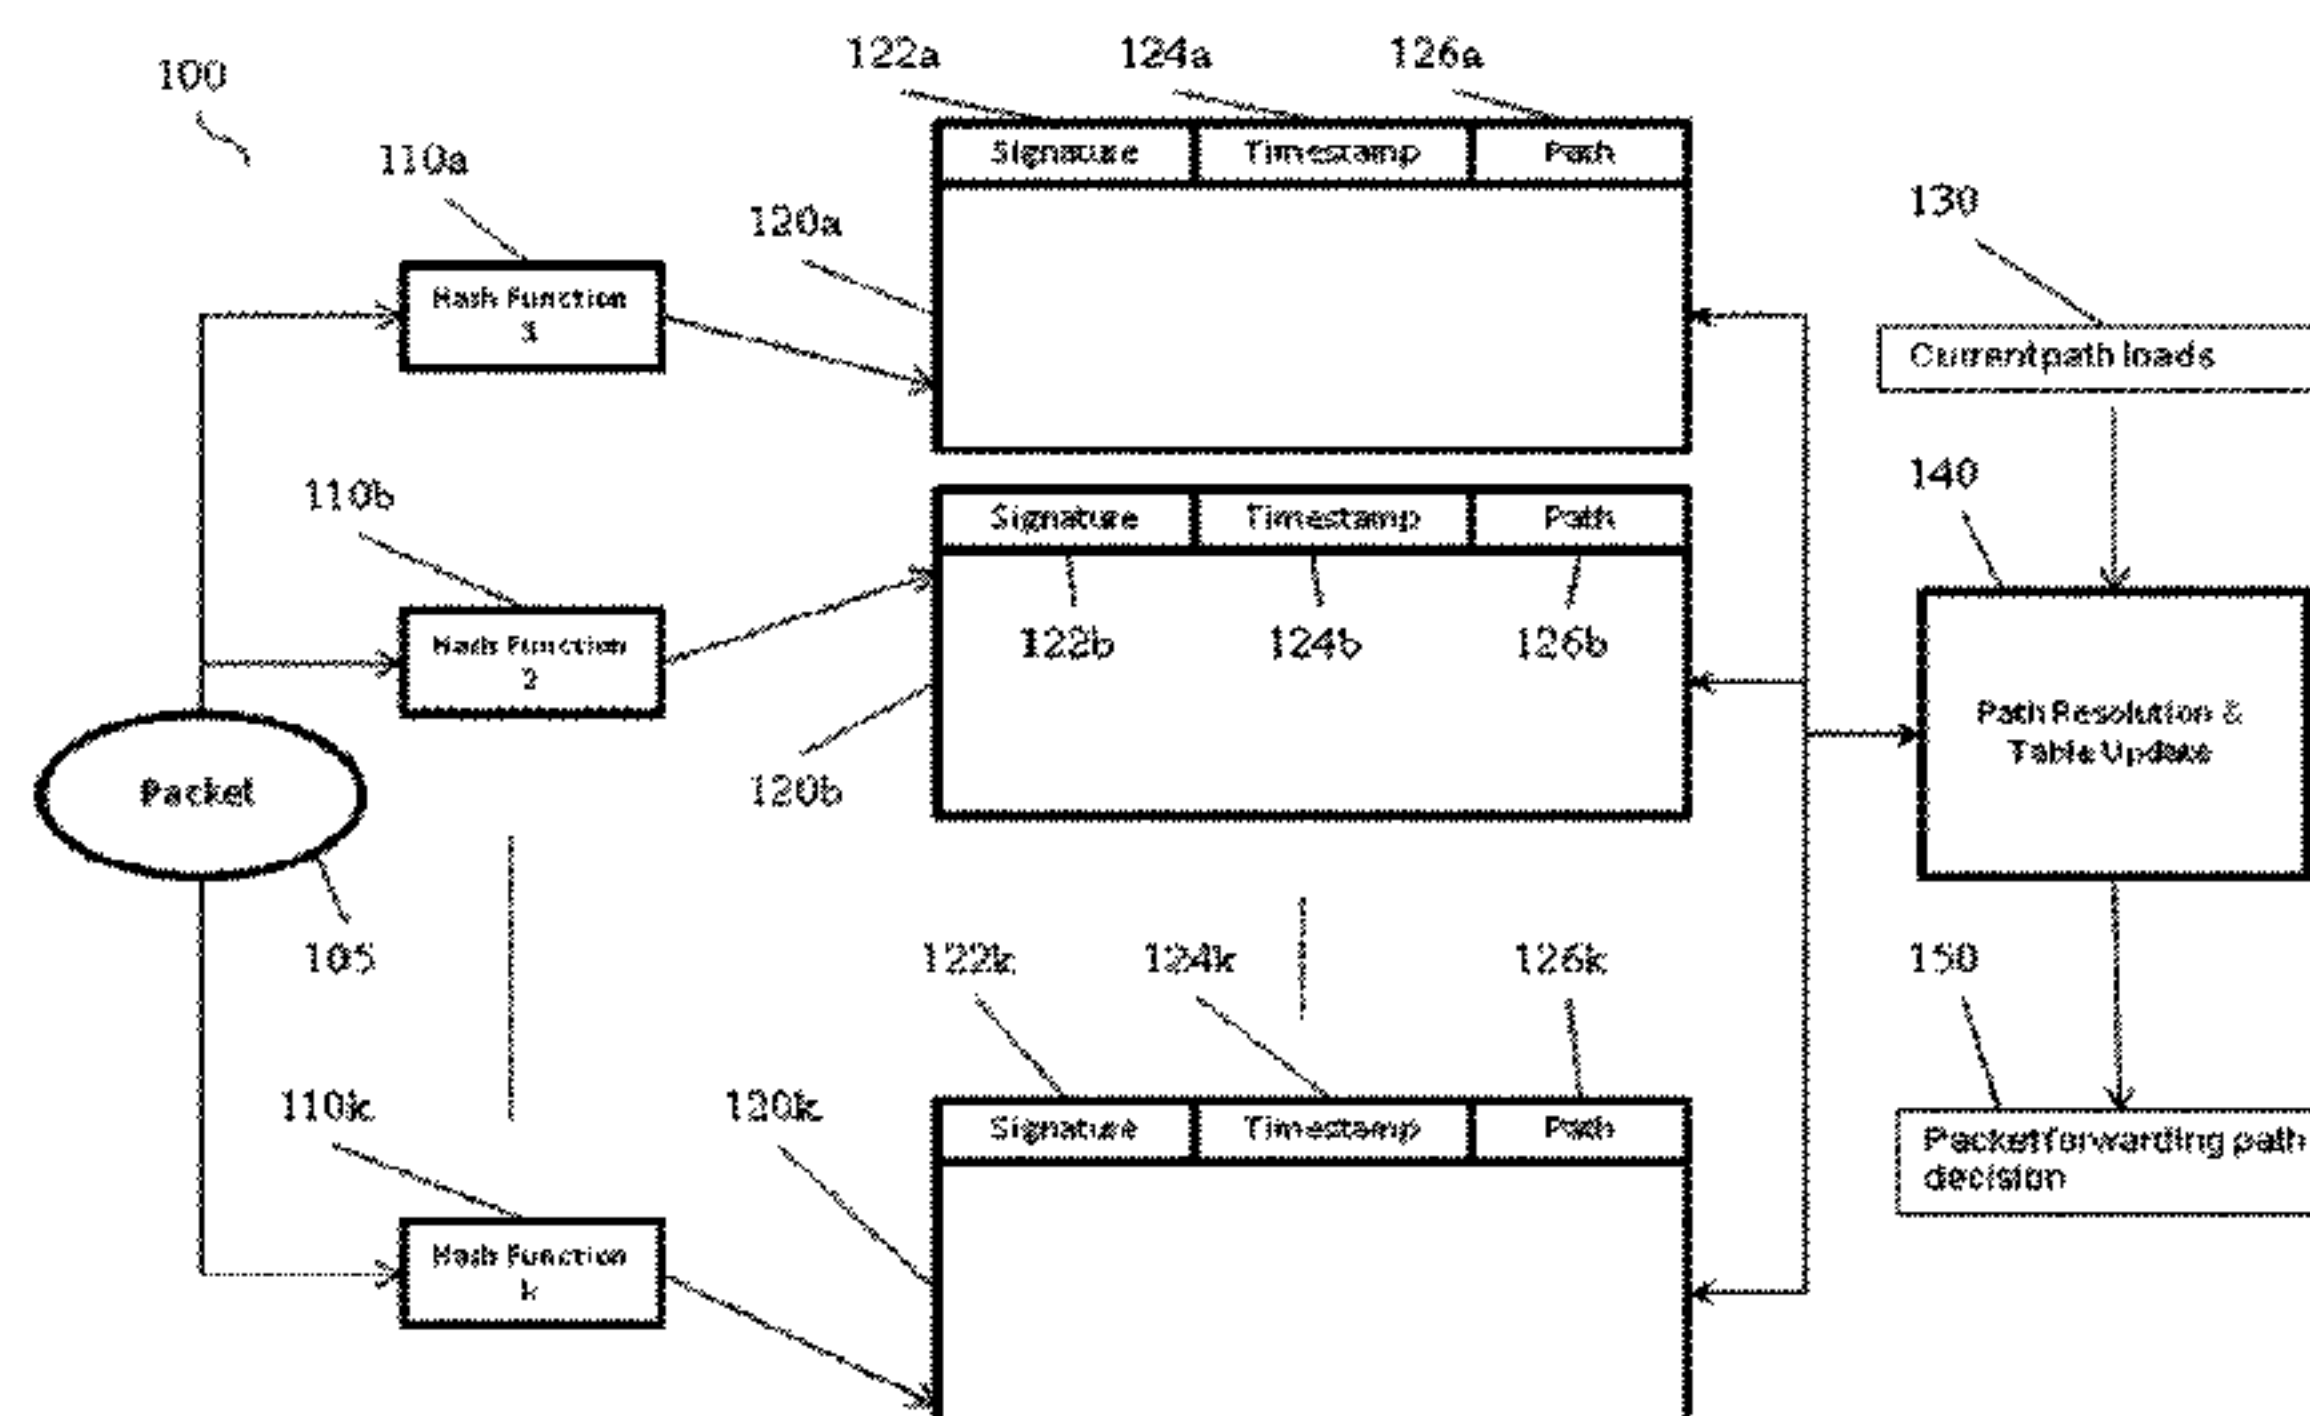 100
122a 124a 126a
110a
Signature Timestamp Path
120a
130
Hash Function
1
Current path loads
110b
140
Signature Timestamp Path
122b 124b 126b
Hash Function
2
Path Resolution &
Table Update
Packet
120b
105
122k 124k 126k
150
110k
120k
Signature Timestamp Path
Packet forwarding path
decision
Hash Function
k